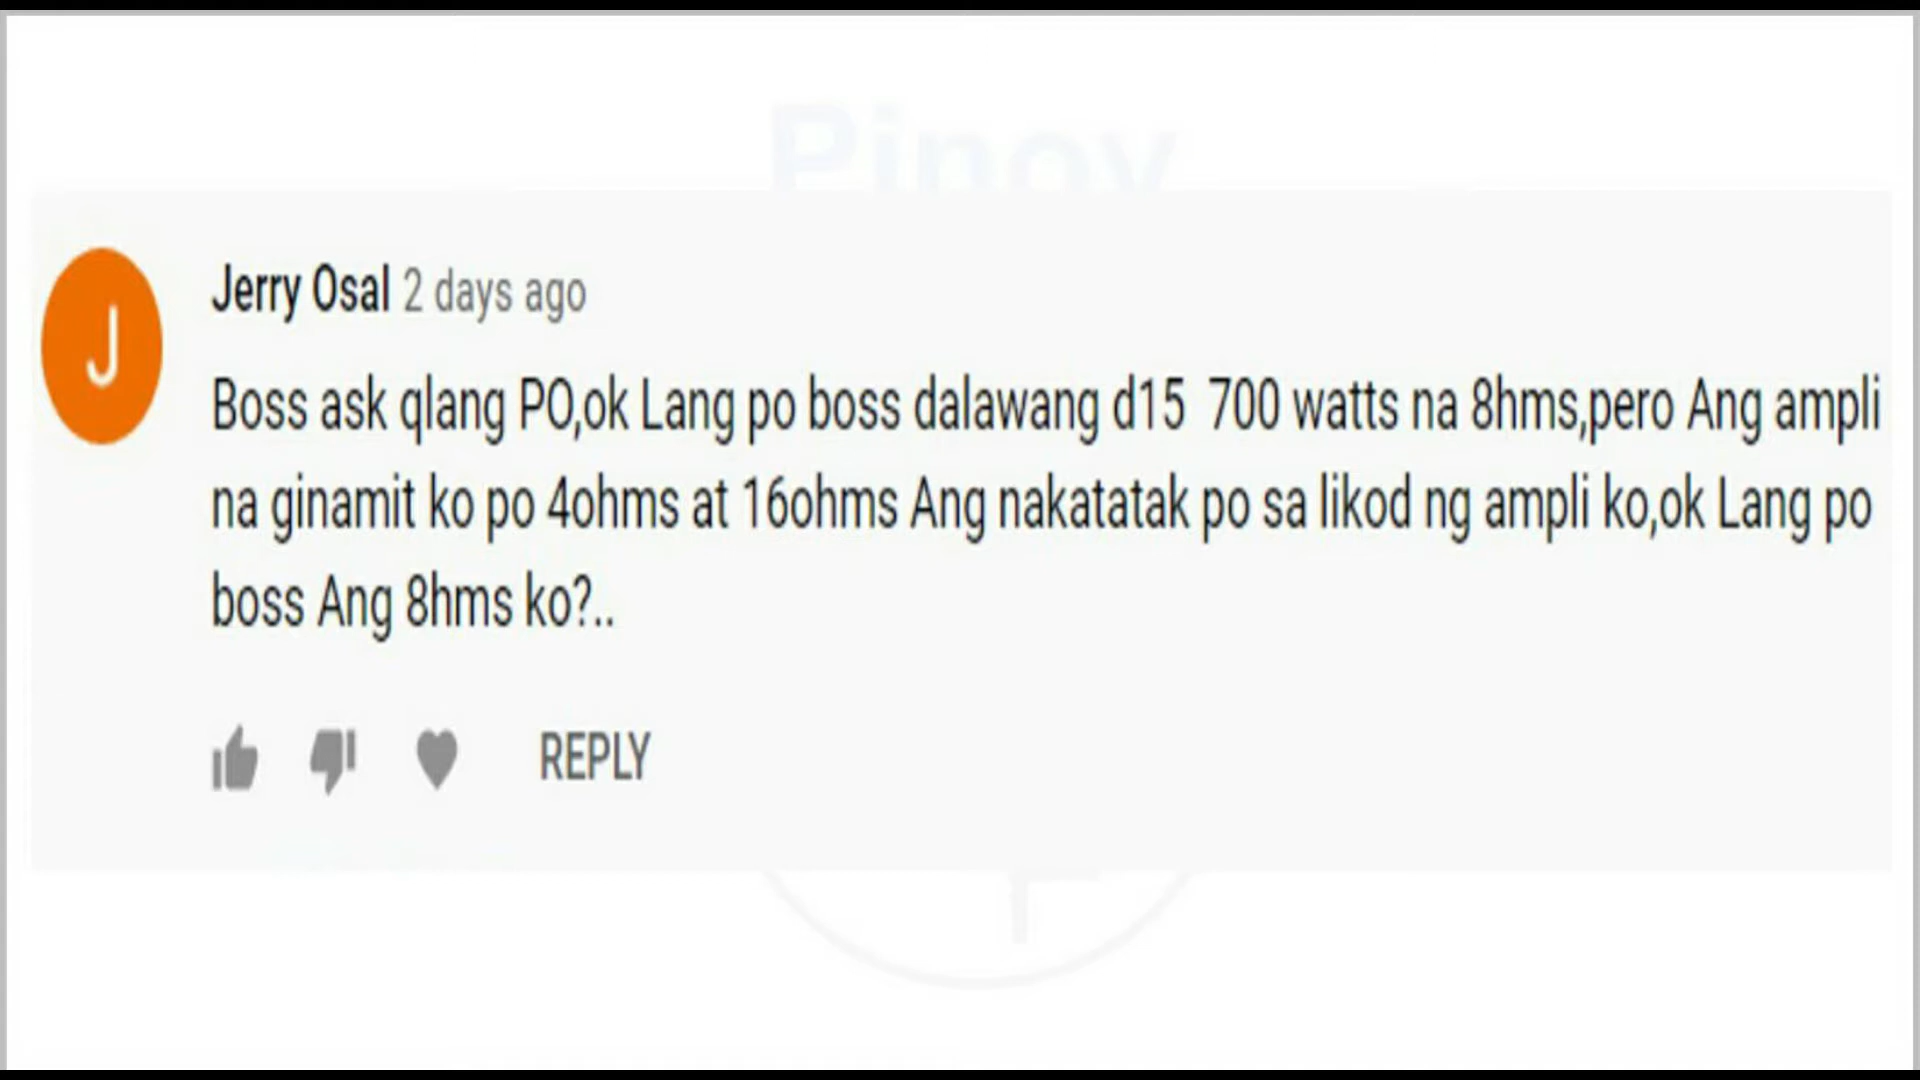 Pinoy
J
Jerry Osal 2 days ago
Boss ask qlang PO,ok Lang po boss dalawang d15 700 watts na 8hms,pero Ang ampli
na ginamit ko po 4ohms at 16ohms Ang nakatatak po sa likod ng ampli ko,ok Lang po
boss Ang 8hms ko?..
REPLY